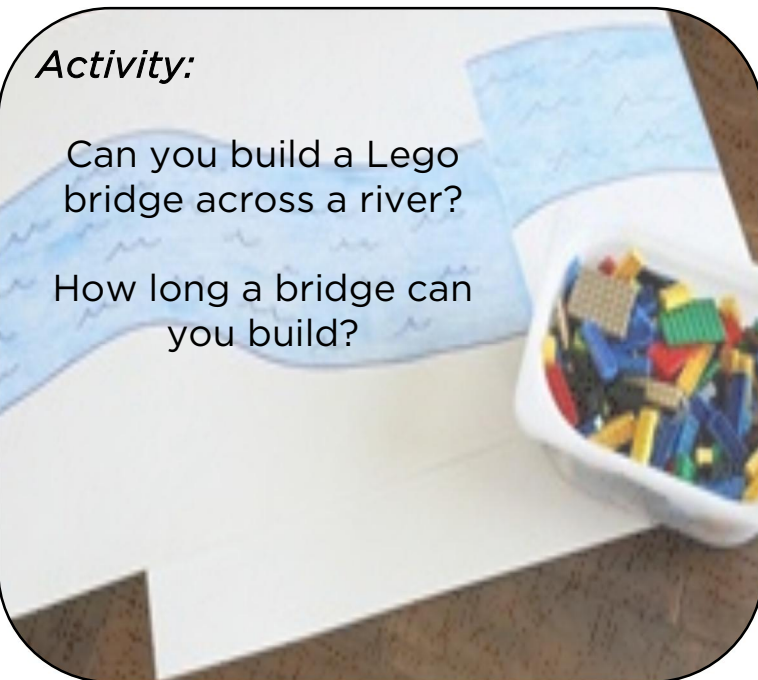 Activity:
Can you build a Lego
bridge across a river?
How long a bridge can
you build?